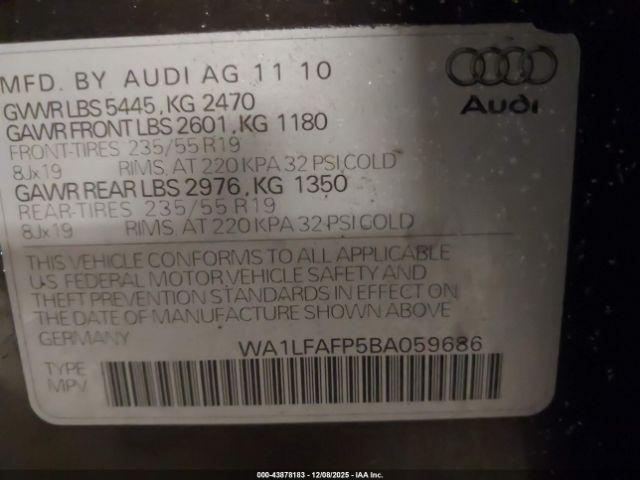 MFD. BY AUDI AG 11 10
GVWR LBS 5445, KG 2470
GAWR FRONT LBS 2601, KG 1180
FRONT-TIRES 235/55 R19
8Jx19 RIMS, AT 220 KPA 32 PSI COLD
GAWR REAR LBS 2976, KG 1350
REAR-TIRES 235/55 R19
8Jx19 RIMS, AT 220 KPA 32 PSI COLD
Audi
THIS VEHICLE CONFORMS TO ALL APPLICABLE
U.S FEDERAL MOTOR VEHICLE SAFETY AND
THEFT PREVENTION STANDARDS IN EFFECT ON
THE DATE OF MANUFACTURE SHOWN ABOVE.
GERMANY WA1LFAFP5BA059686
TYPE
MPV
000-43878183 - 12/08/2025 - IAA Inc.